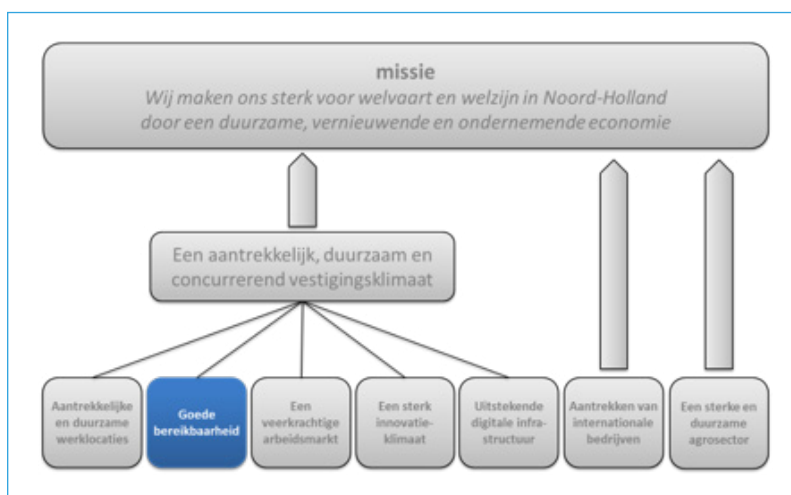 missie
Wij maken ons sterk voor welvaart en welzijn in Noord-Holland
door een duurzame, vernieuwende en ondernemende economie
Een aantrekkelijk, duurzaam en
concurrerend vestigingsklimaat
Aantrekkelijke
en duurzame
werklocaties
Goede
bereikbaarheid
Een
veerkrachtige
arbeidsmarkt
Een sterk
innovatie-
klimaat
Uitstekende
digitale infra-
structuur
Aantrekken van
internationale
bedrijven
Een sterke en
duurzame
agrosector